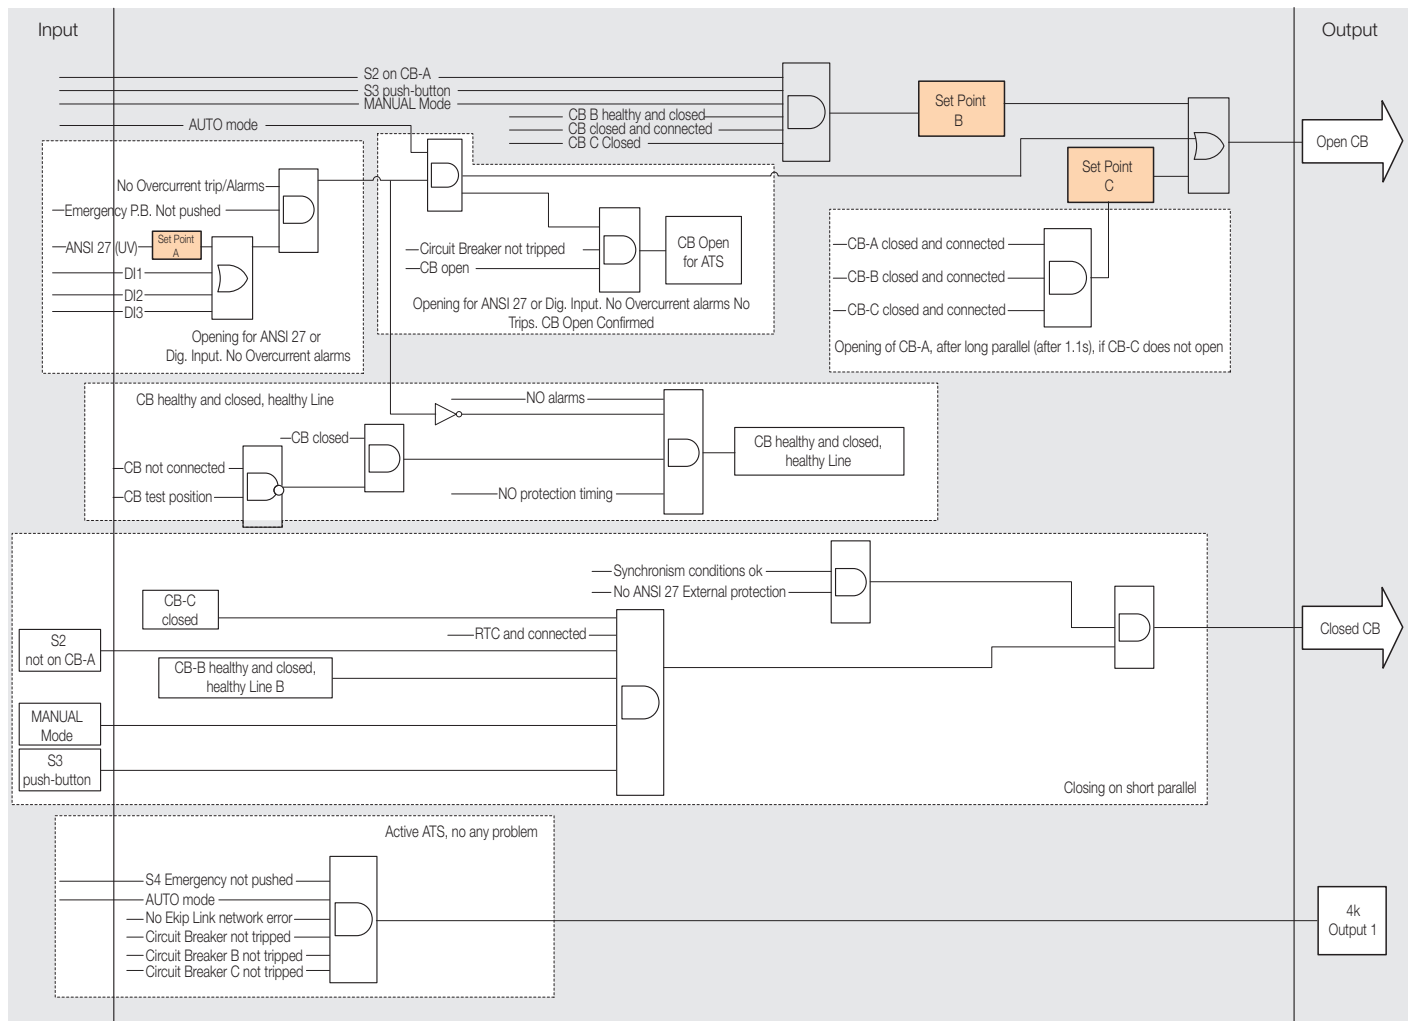 Input
Output
S2 on CB-A
S3 push-button
MANUAL Mode
AUTO mode
CB B healthy and closed
CB closed and connected
CB C Closed
Set Point
B
Open CB
Set Point
C
No Overcurrent trip/Alarms
Emergency P.B. Not pushed
ANSI 27 (UV)
Set Point
A
DI1
DI2
DI3
Opening for ANSI 27 or
Dig. Input. No Overcurrent alarms
Circuit Breaker not tripped
CB open
CB Open
for ATS
Opening for ANSI 27 or Dig. Input. No Overcurrent alarms No
Trips. CB Open Confirmed
CB-A closed and connected
CB-B closed and connected
CB-C closed and connected
Opening of CB-A, after long parallel (after 1.1s), if CB-C does not open
CB healthy and closed, healthy Line
NO alarms
CB closed
CB not connected
CB test position
NO protection timing
CB healthy and closed,
healthy Line
Synchronism conditions ok
No ANSI 27 External protection
CB-C
closed
RTC and connected
S2
not on CB-A
CB-B healthy and closed,
healthy Line B
MANUAL
Mode
S3
push-button
Closed CB
Closing on short parallel
Active ATS, no any problem
S4 Emergency not pushed
AUTO mode
No Ekip Link network error
Circuit Breaker not tripped
Circuit Breaker B not tripped
Circuit Breaker C not tripped
4k
Output 1